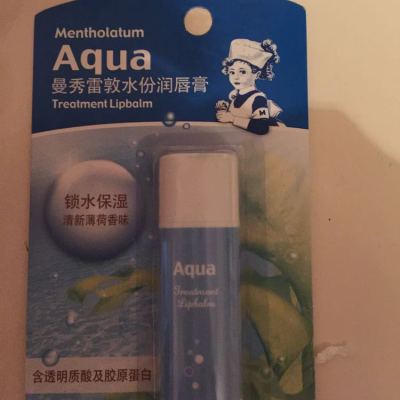 Mentholatum
Aqua
曼秀雷敦水份润唇膏
Treatment Lipbalm
M
锁水保湿
清新薄荷香味
Aqua
Treatment
Lipbalm
含透明质酸及胶原蛋白